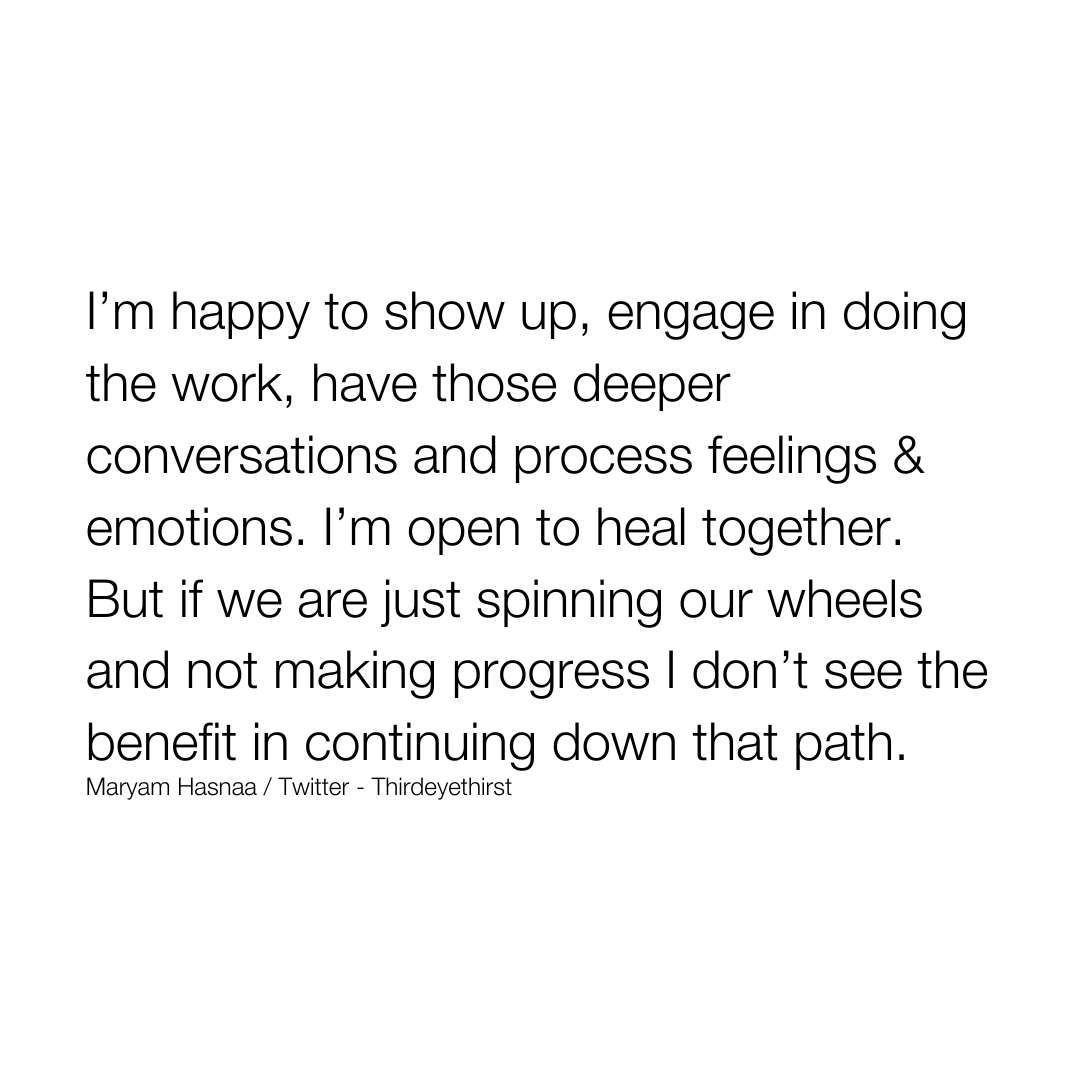 I’m happy to show up, engage in doing
the work, have those deeper
conversations and process feelings &
emotions. I’m open to heal together.
But if we are just spinning our wheels
and not making progress I don’t see the
benefit in continuing down that path.
Maryam Hasnaa / Twitter - Thirdeyethirst